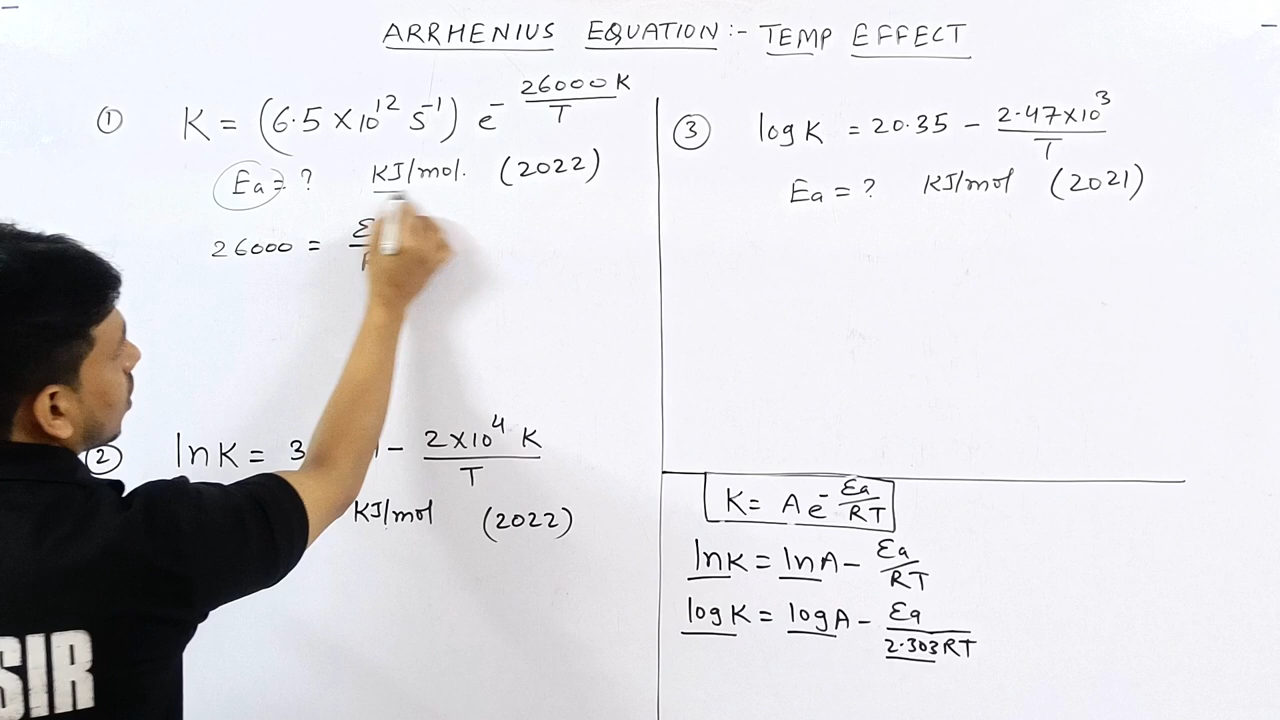 ARRHENIUS EQUATION :- TEMP EFFECT
① K = (6.5 × 10¹² s⁻¹) e^(-26000 K/T)
Ea = ? KJ/mol. (2022)
26000 =
② ln K = 3 - 2×10⁴ K/T
KJ/mol (2022)
③ log K = 20.35 - 2.47×10³/T
Ea = ? KJ/mol (2021)
K = A e^(-Ea/RT)
ln K = ln A - Ea/RT
log K = log A - Ea/2.303 RT
SIR